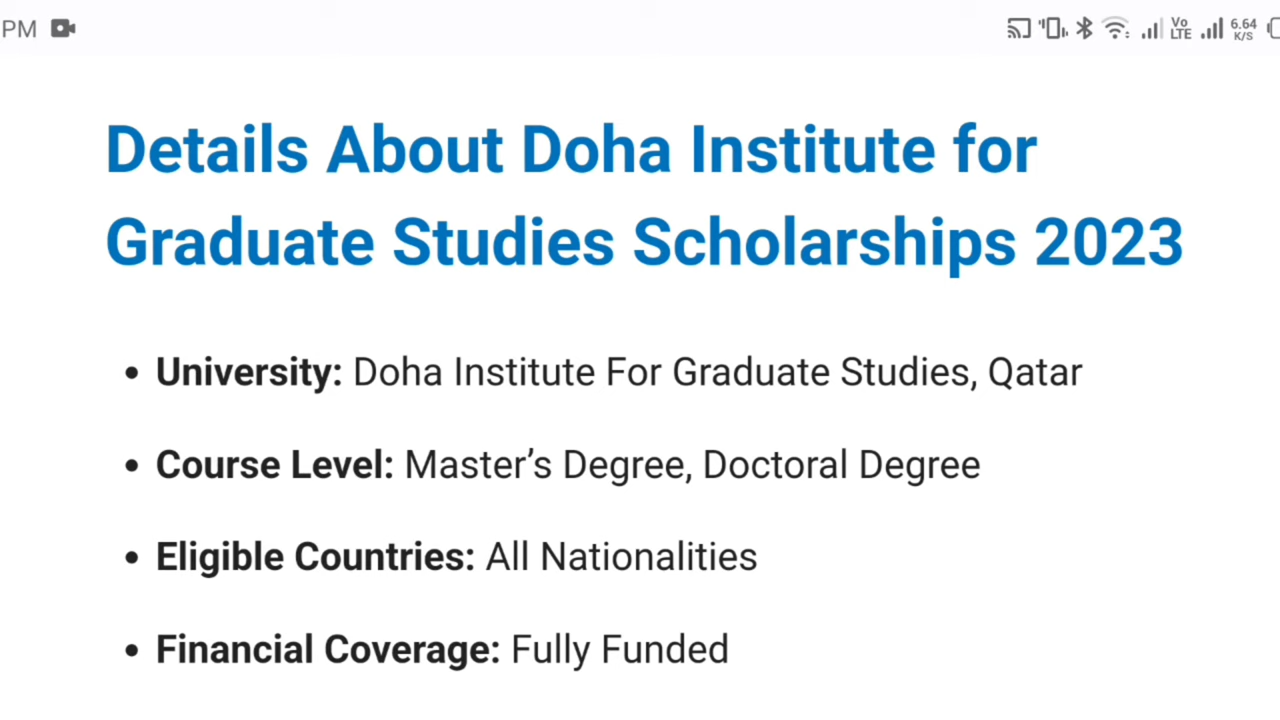 PM
Vo
LTE
6.64
K/S
Details About Doha Institute for
Graduate Studies Scholarships 2023
• University: Doha Institute For Graduate Studies, Qatar
• Course Level: Master’s Degree, Doctoral Degree
• Eligible Countries: All Nationalities
• Financial Coverage: Fully Funded